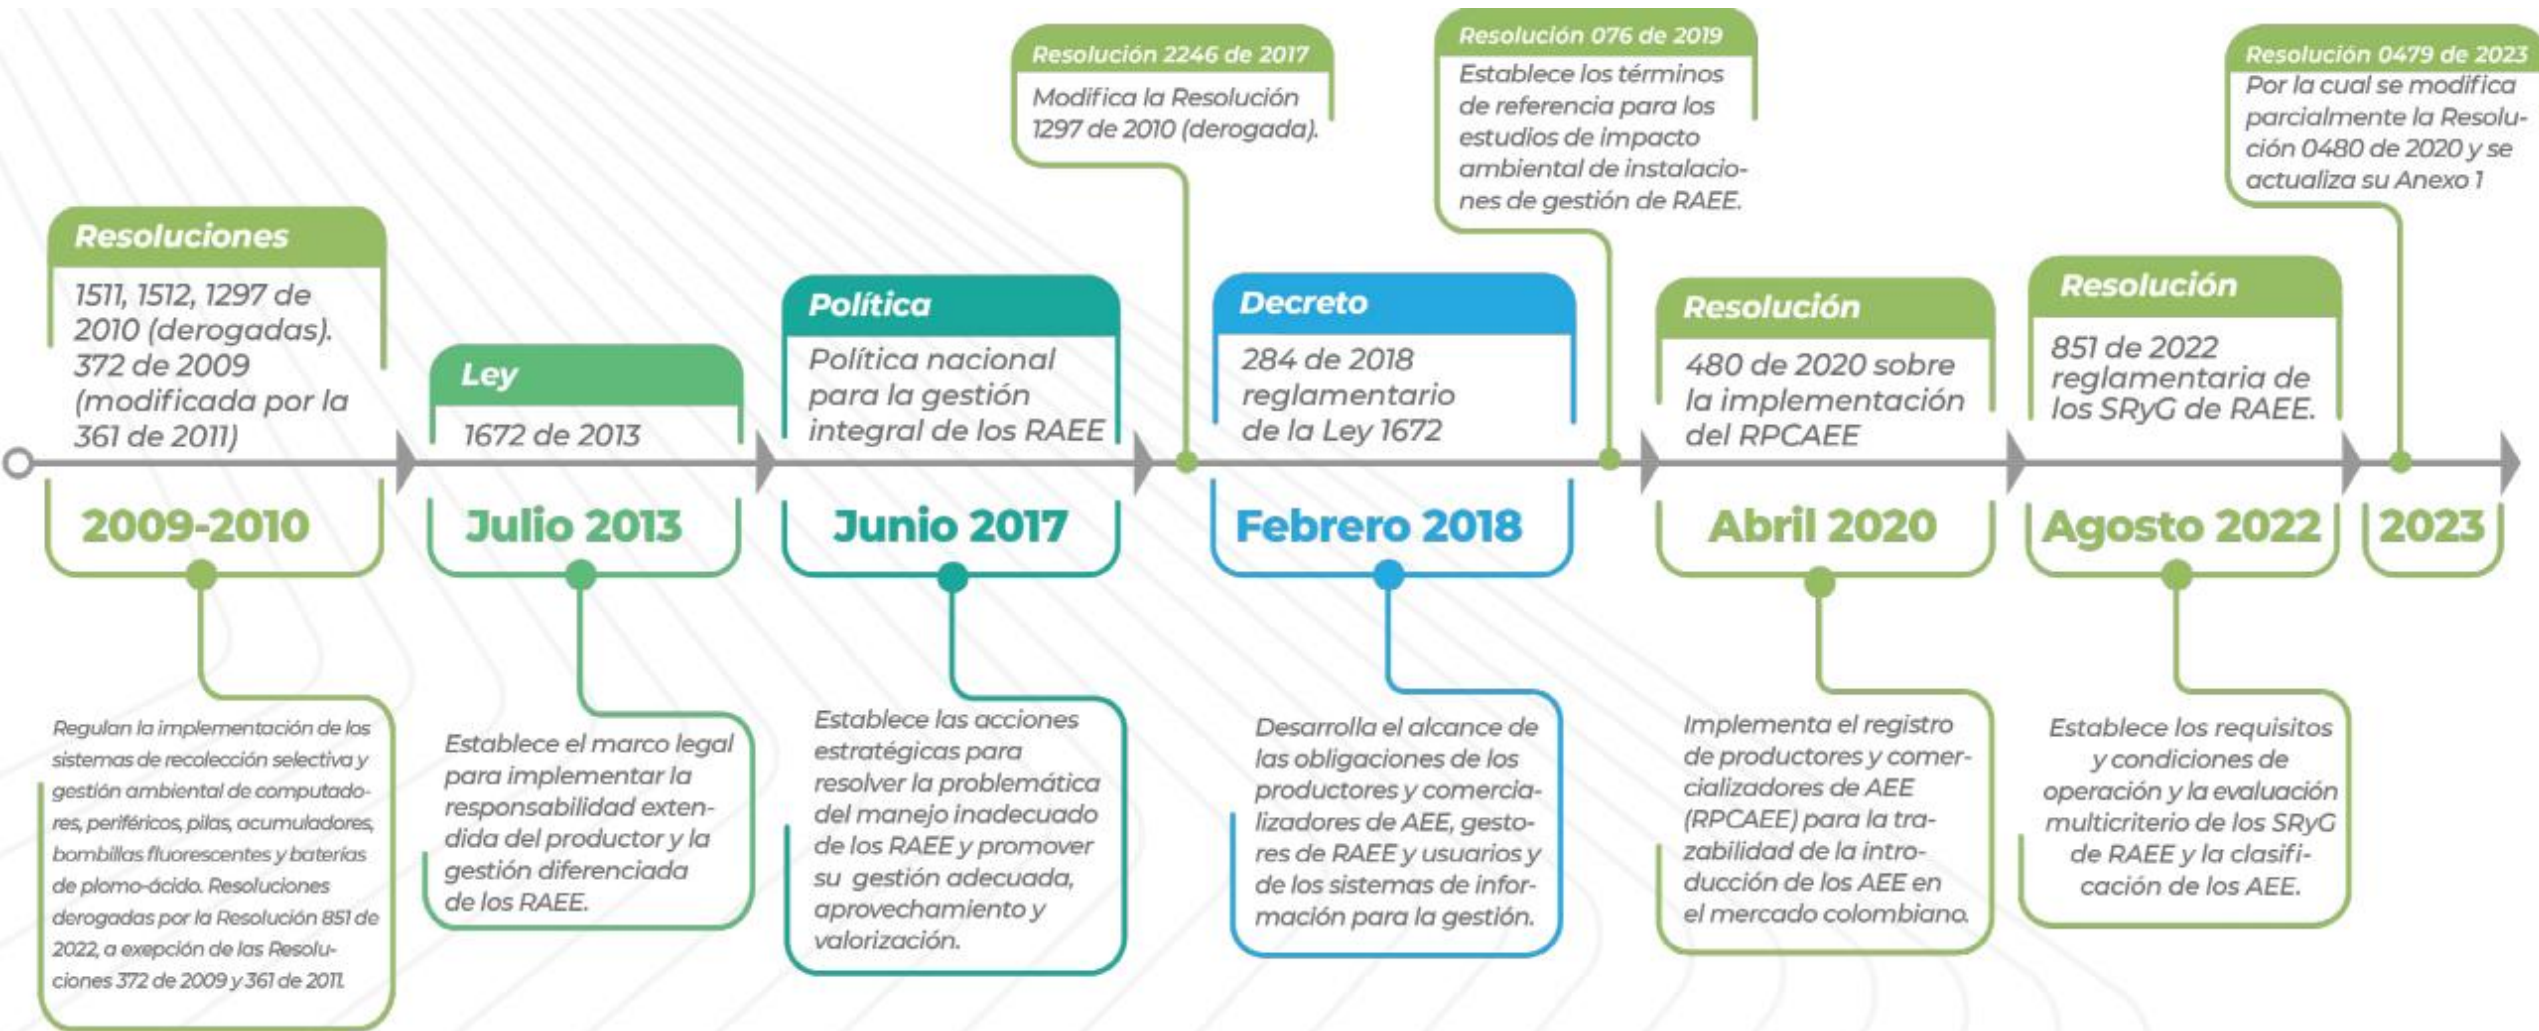 Resolución 2246 de 2017
Modifica la Resolución
1297 de 2010 (derogada).
Resolución 076 de 2019
Establece los términos
de referencia para los
estudios de impacto
ambiental de instalacio-
nes de gestión de RAEE.
Resolución 0479 de 2023
Por la cual se modifica
parcialmente la Resolu-
ción 0480 de 2020 y se
actualiza su Anexo 1
Resoluciones
1511, 1512, 1297 de
2010 (derogadas).
372 de 2009
(modificada por la
361 de 2011)
Ley
1672 de 2013
Política
Política nacional
para la gestión
integral de los RAEE
Decreto
284 de 2018
reglamentario
de la Ley 1672
Resolución
480 de 2020 sobre
la implementación
del RPCAEE
Resolución
851 de 2022
reglamentaria de
los SRyG de RAEE.
2009-2010
Julio 2013
Junio 2017
Febrero 2018
Abril 2020
Agosto 2022
2023
Regulan la implementación de los
sistemas de recolección selectiva y
gestión ambiental de computado-
res, periféricos, pilas, acumuladores,
bombillas fluorescentes y baterías
de plomo-ácido. Resoluciones
derogadas por la Resolución 851 de
2022, a exepción de las Resolu-
ciones 372 de 2009 y 361 de 2011.
Establece el marco legal
para implementar la
responsabilidad exten-
dida del productor y la
gestión diferenciada
de los RAEE.
Establece las acciones
estratégicas para
resolver la problemática
del manejo inadecuado
de los RAEE y promover
su gestión adecuada,
aprovechamiento y
valorización.
Desarrolla el alcance de
las obligaciones de los
productores y comercia-
lizadores de AEE, gesto-
res de RAEE y usuarios y
de los sistemas de infor-
mación para la gestión.
Implementa el registro
de productores y comer-
cializadores de AEE
(RPCAEE) para la tra-
zabilidad de la intro-
ducción de los AEE en
el mercado colombiano.
Establece los requisitos
y condiciones de
operación y la evaluación
multicriterio de los SRyG
de RAEE y la clasifi-
cación de los AEE.